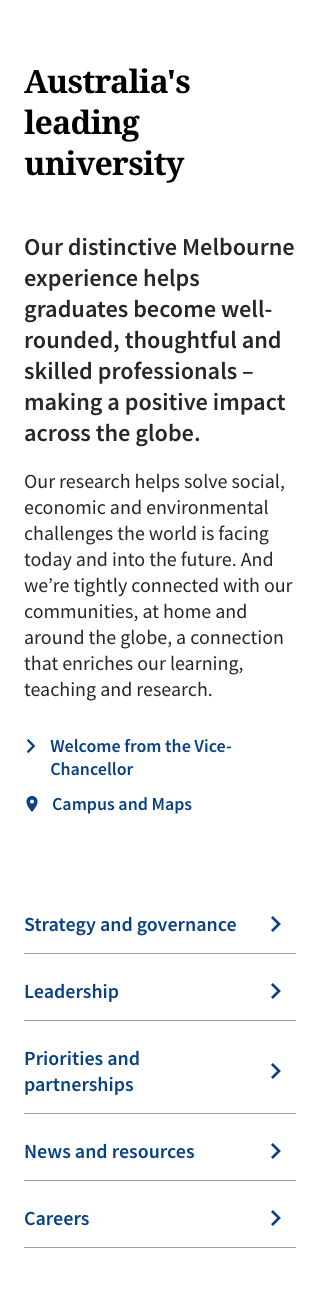 Australia's
leading
university
Our distinctive Melbourne
experience helps
graduates become well-
rounded, thoughtful and
skilled professionals –
making a positive impact
across the globe.
Our research helps solve social,
economic and environmental
challenges the world is facing
today and into the future. And
we’re tightly connected with our
communities, at home and
around the globe, a connection
that enriches our learning,
teaching and research.
Welcome from the Vice-
Chancellor
Campus and Maps
Strategy and governance
Leadership
Priorities and
partnerships
News and resources
Careers